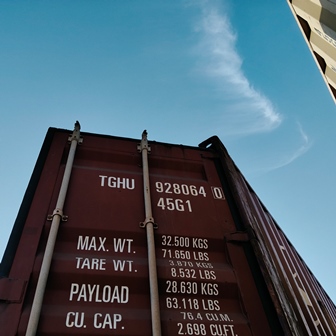 TGHU 928064 0
45G1
MAX. WT. 32.500 KGS
71.650 LBS
TARE WT. 3.870 KGS
8.532 LBS
PAYLOAD 28.630 KGS
63.118 LBS
CU. CAP. 76.4 CU.M.
2.698 CU.FT.